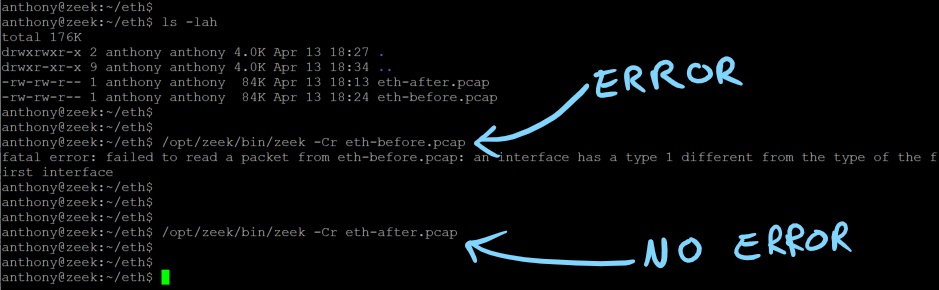 anthony@zeek:~/eth$
anthony@zeek:~/eth$ ls -lah
total 176K
drwxrwxr-x 2 anthony anthony 4.0K Apr 13 18:27 .
drwxrwxr-x 9 anthony anthony 4.0K Apr 13 18:34 ..
-rw-rw-r-- 1 anthony anthony  84K Apr 13 18:13 eth-after.pcap
-rw-rw-r-- 1 anthony anthony  84K Apr 13 18:24 eth-before.pcap
ERROR
anthony@zeek:~/eth$
anthony@zeek:~/eth$
anthony@zeek:~/eth$ /opt/zeek/bin/zeek -Cr eth-before.pcap
fatal error: failed to read a packet from eth-before.pcap: an interface has a type 1 different from the type of the f
irst interface
anthony@zeek:~/eth$
anthony@zeek:~/eth$
anthony@zeek:~/eth$
anthony@zeek:~/eth$ /opt/zeek/bin/zeek -Cr eth-after.pcap
NO ERROR
anthony@zeek:~/eth$
anthony@zeek:~/eth$
anthony@zeek:~/eth$